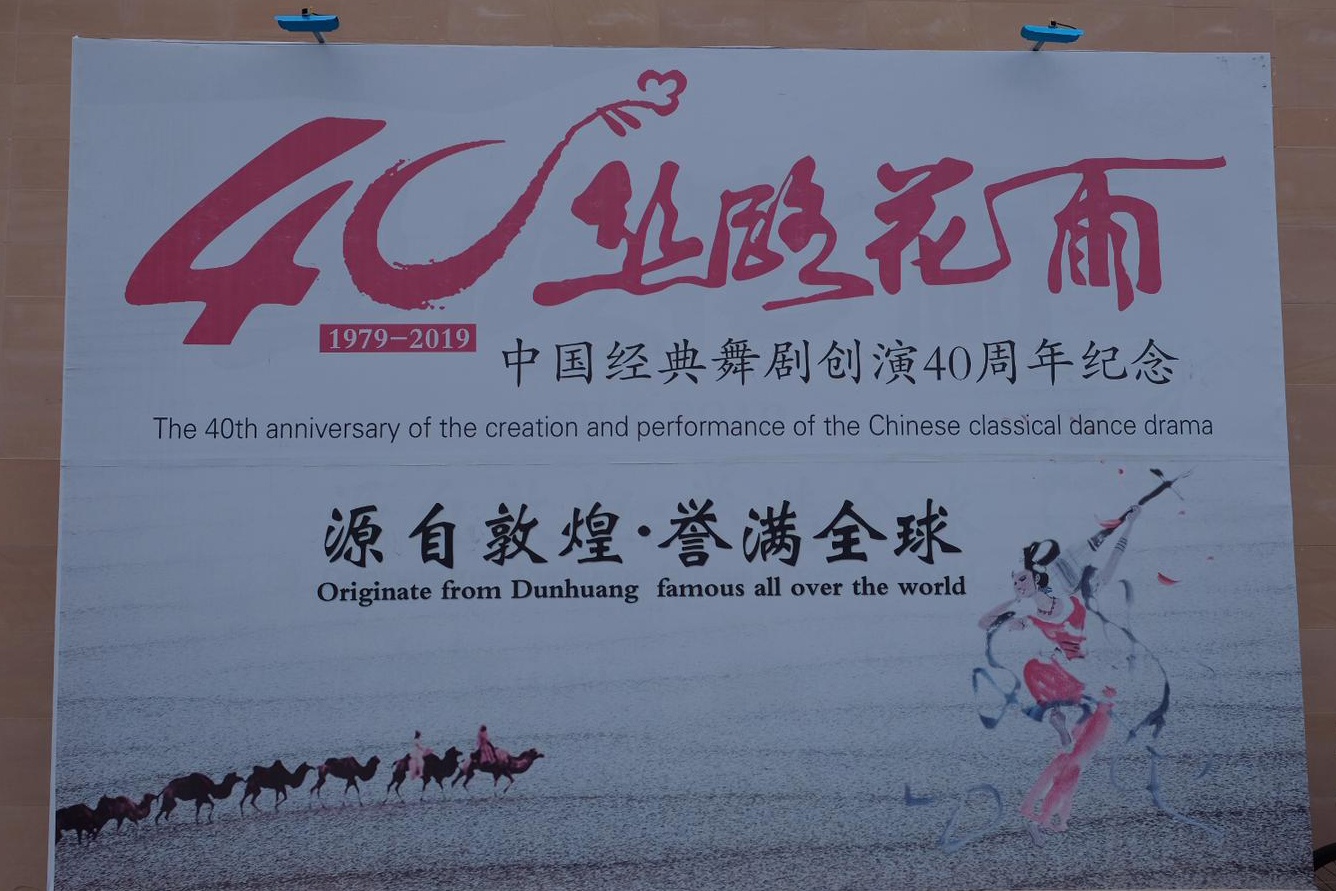 40 丝路花雨
1979-2019
中国经典舞剧创演40周年纪念
The 40th anniversary of the creation and performance of the Chinese classical dance drama
源自敦煌·誉满全球
Originate from Dunhuang famous all over the world